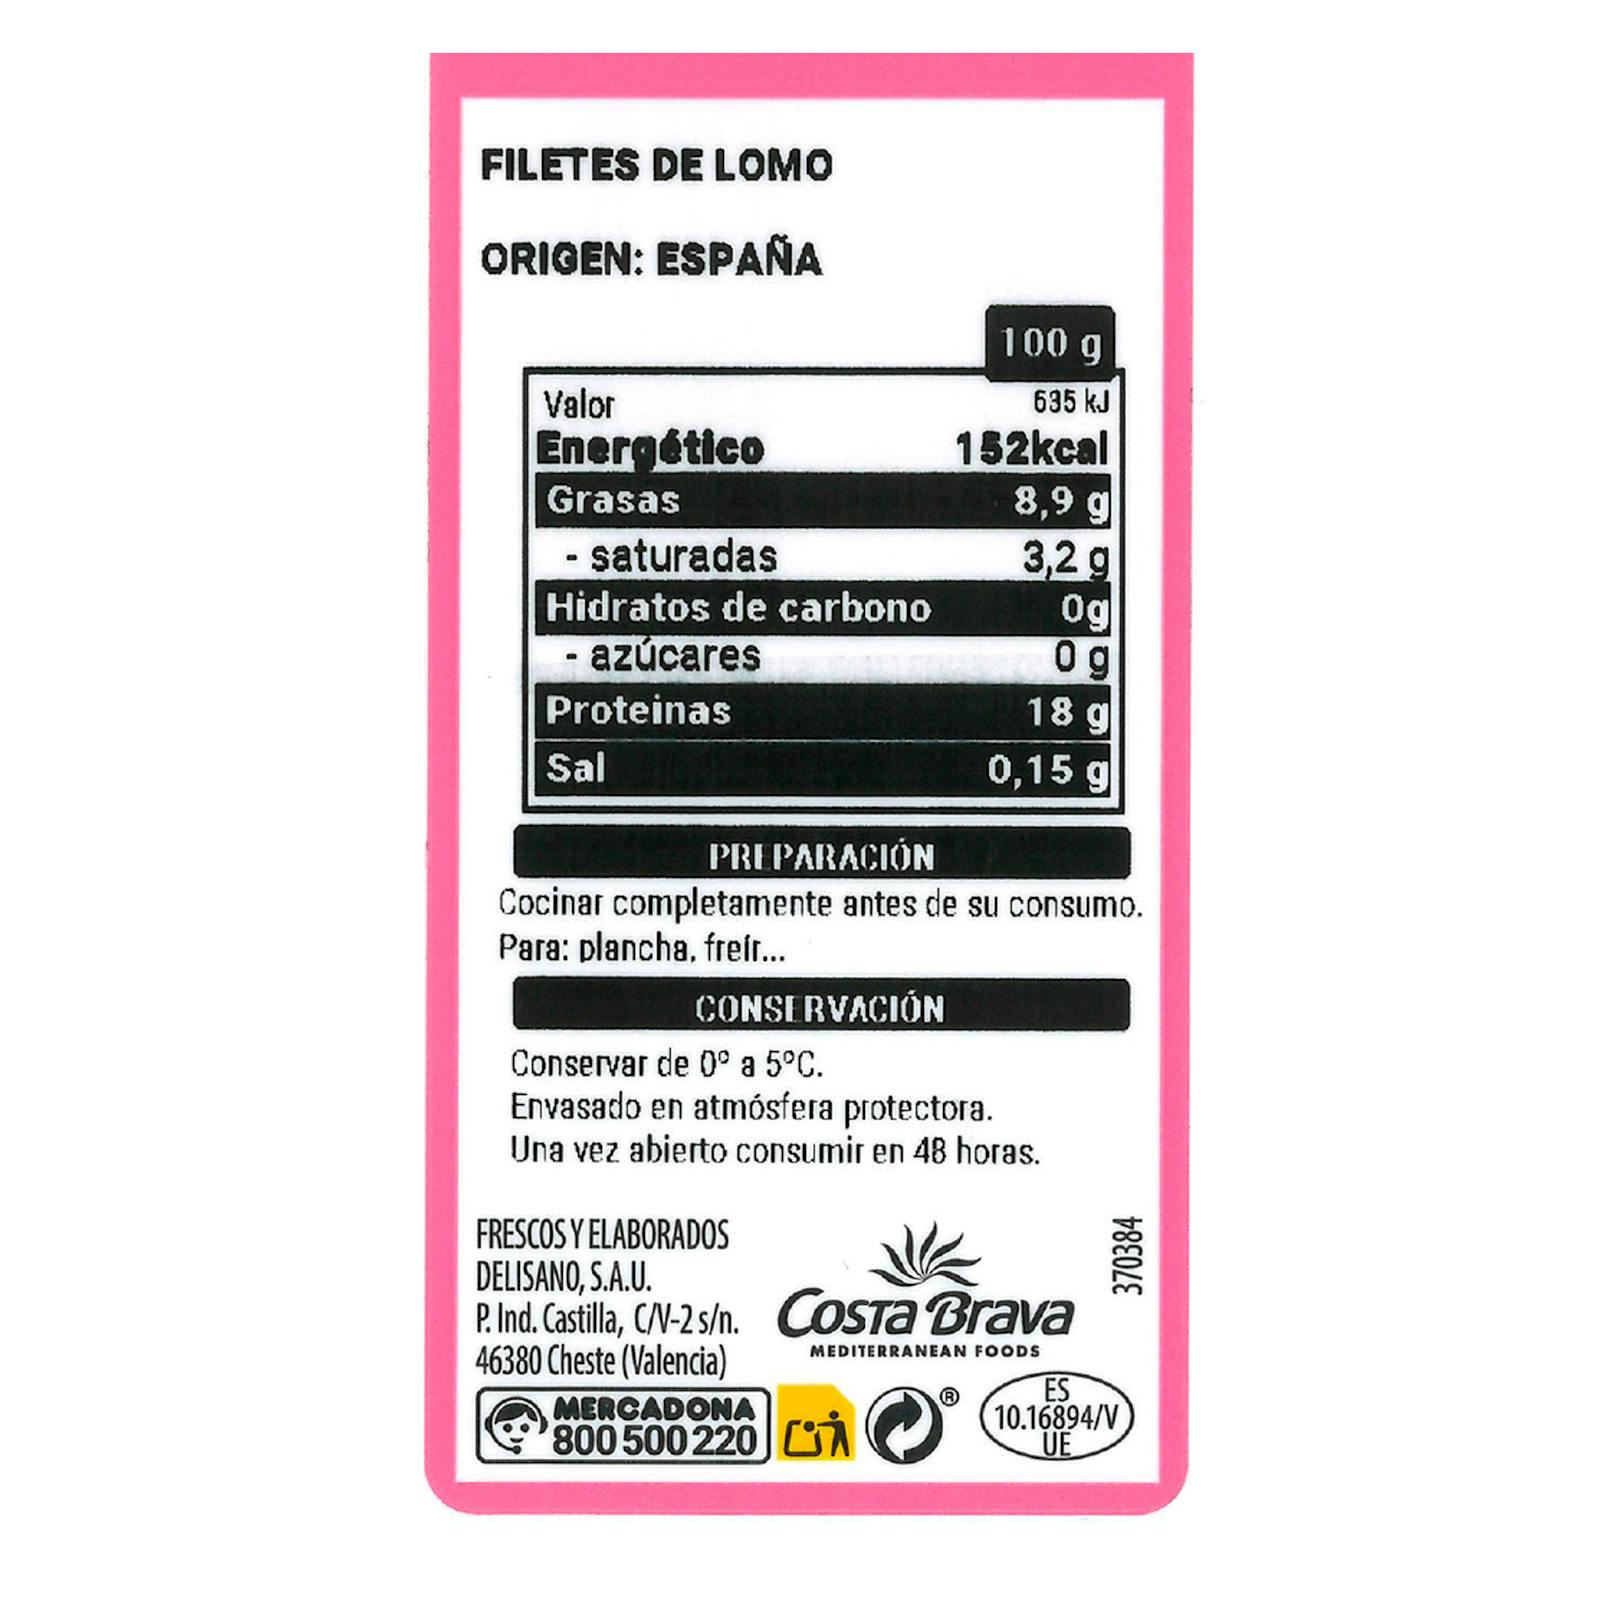 FILETES DE LOMO
ORIGEN: ESPAÑA
100 g
Valor 635 kJ
Energético 152kcal
Grasas 8,9 g
- saturadas 3,2 g
Hidratos de carbono 0g
- azúcares 0 g
Proteinas 18 g
Sal 0,15 g
PREPARACIÓN
Cocinar completamente antes de su consumo.
Para: plancha, freír...
CONSERVACIÓN
Conservar de 0º a 5ºC.
Envasado en atmósfera protectora.
Una vez abierto consumir en 48 horas.
FRESCOS Y ELABORADOS
DELISANO, S.A.U.
P. Ind. Castilla, C/V-2 s/n.
46380 Cheste (Valencia)
370384
Costa Brava
MEDITERRANEAN FOODS
MERCADONA
800 500 220
®
ES
10.16894/V
UE